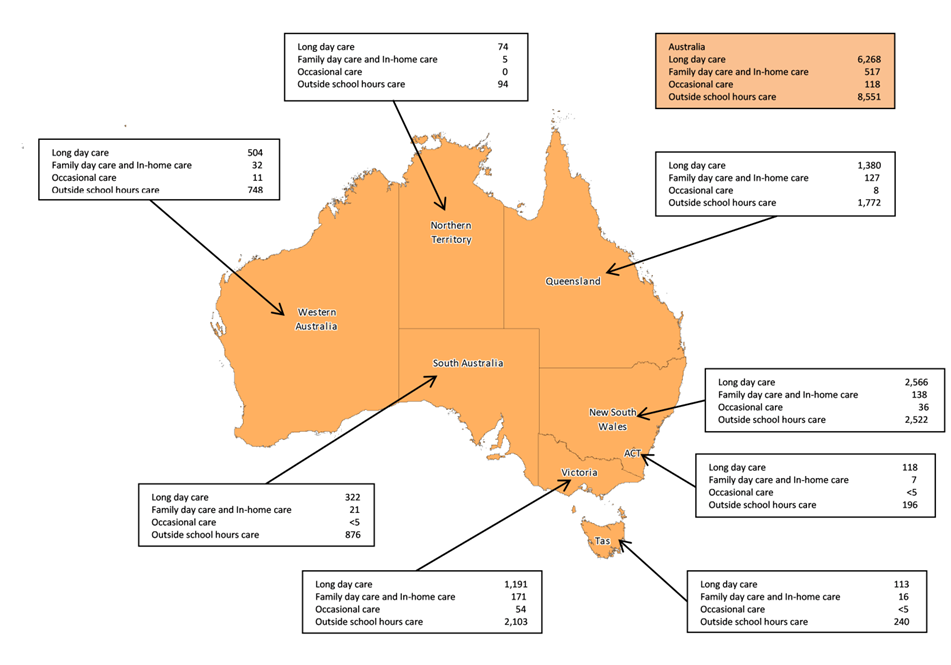 Long day care 74
Family day care and In-home care 5
Occasional care 0
Outside school hours care 94
Australia
Long day care 6,268
Family day care and In-home care 517
Occasional care 118
Outside school hours care 8,551
Long day care 504
Family day care and In-home care 32
Occasional care 11
Outside school hours care 748
Long day care 1,380
Family day care and In-home care 127
Occasional care 8
Outside school hours care 1,772
Northern
Territory
Queensland
Western
Australia
South Australia
Long day care 2,566
Family day care and In-home care 138
Occasional care 36
Outside school hours care 2,522
New South
Wales
ACT
Victoria
Long day care 118
Family day care and In-home care 7
Occasional care <5
Outside school hours care 196
Long day care 322
Family day care and In-home care 21
Occasional care <5
Outside school hours care 876
Tas
Long day care 1,191
Family day care and In-home care 171
Occasional care 54
Outside school hours care 2,103
Long day care 113
Family day care and In-home care 16
Occasional care <5
Outside school hours care 240